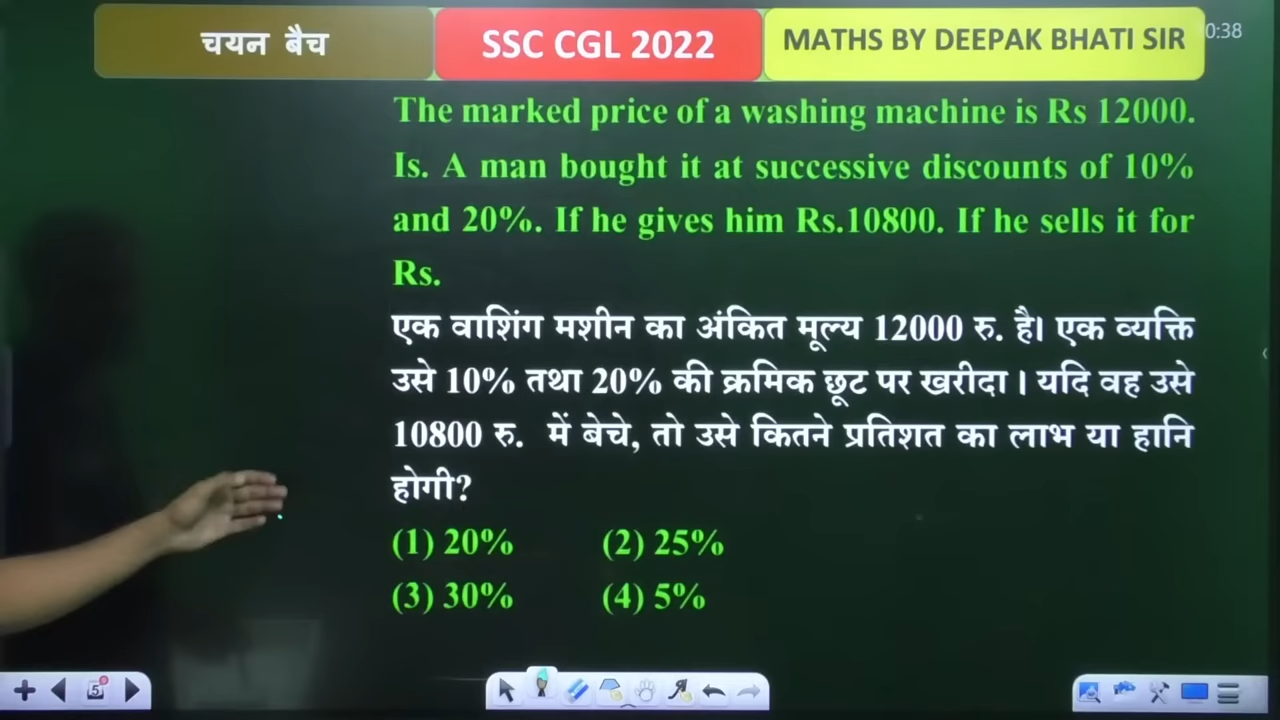 चयन बैच
SSC CGL 2022
MATHS BY DEEPAK BHATI SIR
0:38
The marked price of a washing machine is Rs 12000.
Is. A man bought it at successive discounts of 10%
and 20%. If he gives him Rs.10800. If he sells it for
Rs.
एक वाशिंग मशीन का अंकित मूल्य 12000 रु. है। एक व्यक्ति
उसे 10% तथा 20% की क्रमिक छूट पर खरीदा। यदि वह उसे
10800 रु. में बेचे, तो उसे कितने प्रतिशत का लाभ या हानि
होगी?
(1) 20% (2) 25%
(3) 30% (4) 5%
5